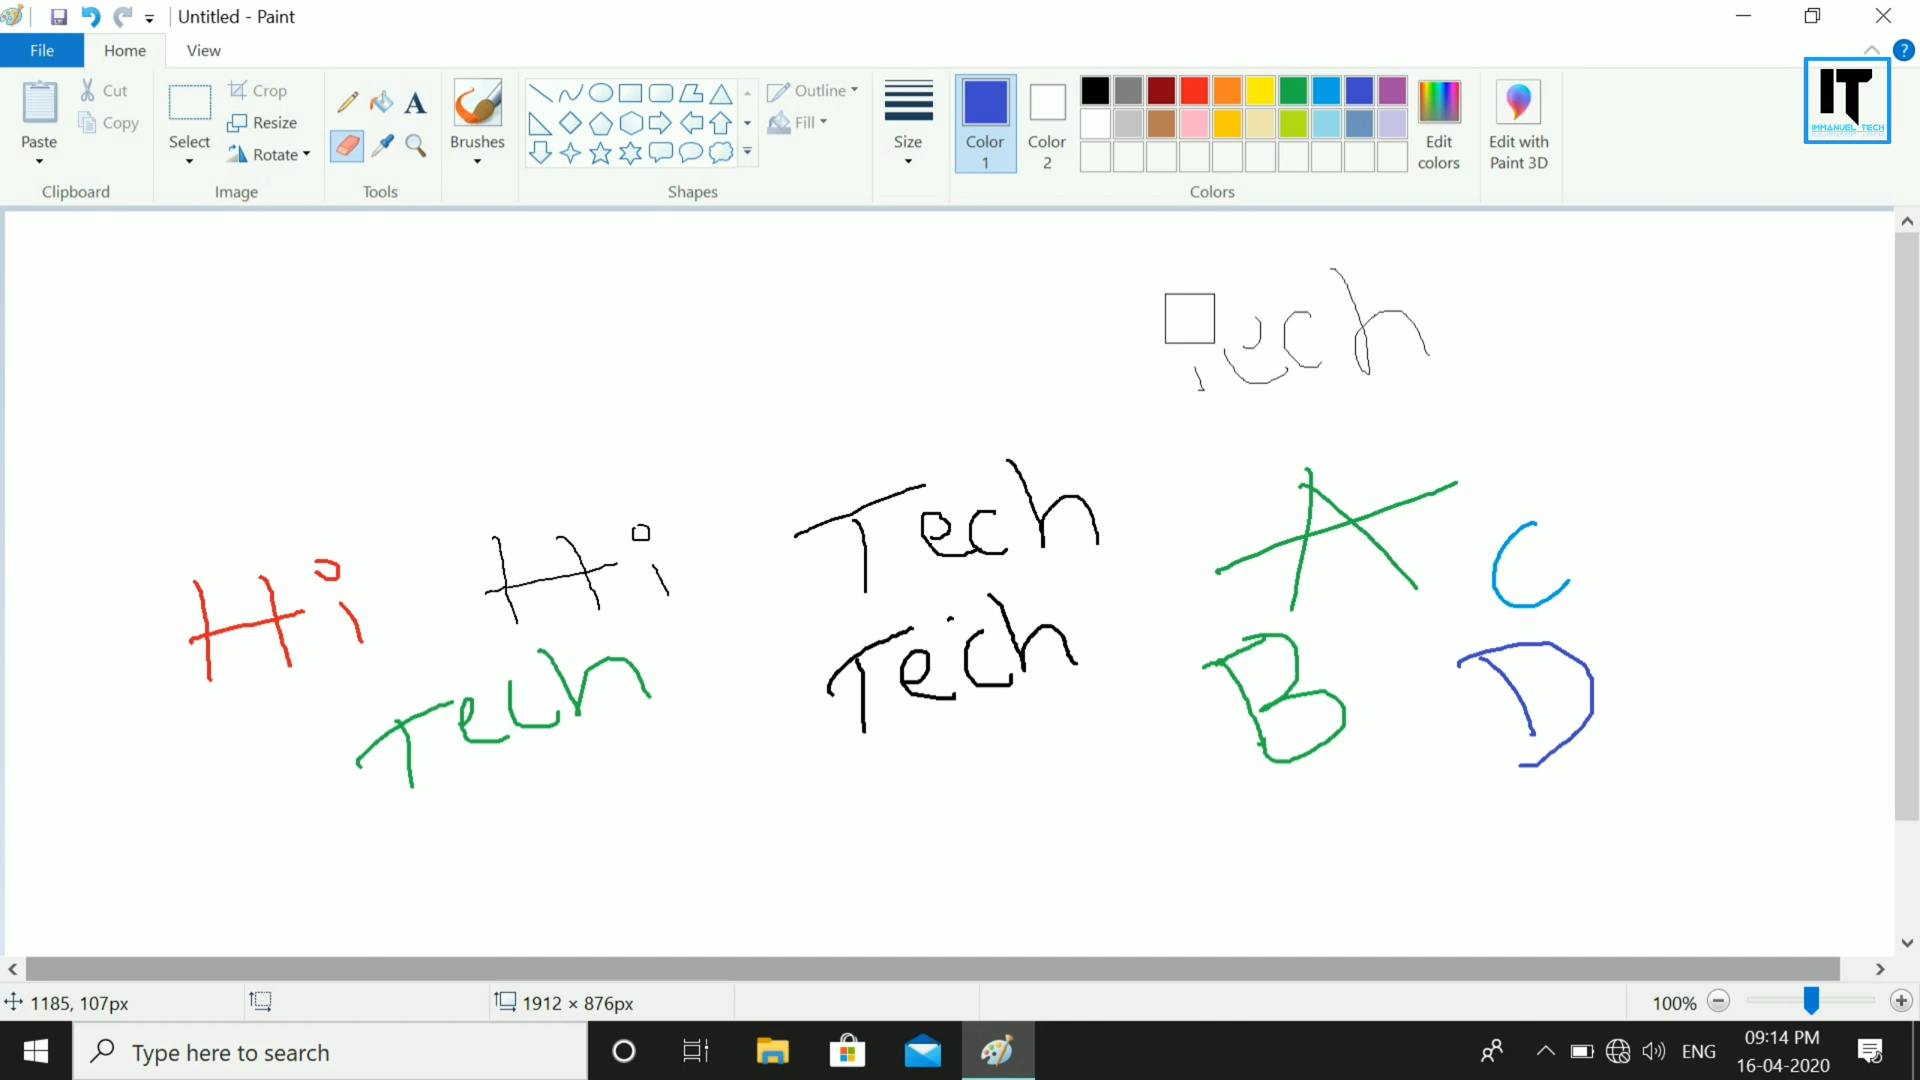 Untitled - Paint
File Home View
Paste Cut Copy Clipboard
Select Crop Resize Rotate Image
A
Tools
Brushes
Outline Fill Shapes
Size
Color 1 Color 2 Edit colors Colors
Edit with Paint 3D
IT
IMMANUEL TECH
ech
Hi Hi Tech A C
Tech Tech B D
1185, 107px 1912 × 876px 100%
Type here to search ENG 09:14 PM
16-04-2020